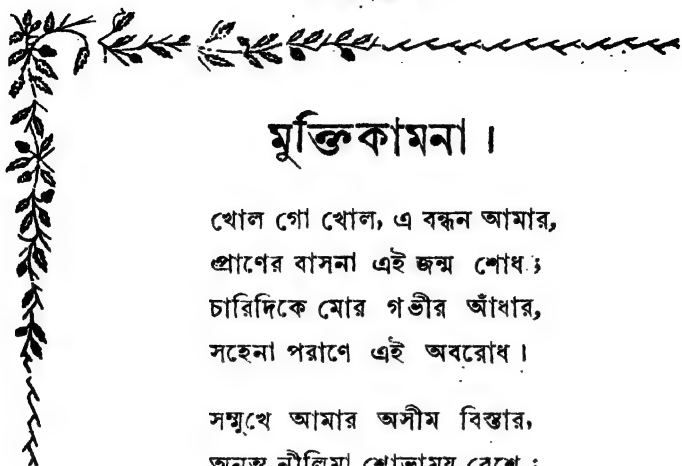 মুক্তিকামনা।
খোল গো খোল, এ বন্ধন আমার,
প্রাণের বাসনা এই জন্ম শোধ;
চারিদিকে মোর গভীর আঁধার,
সহেনা পরাণে এই অবরোধ।
সম্মুখে আমার অসীম বিস্তার,
অনন্ত নীলিমা শোভাময় বেশে;